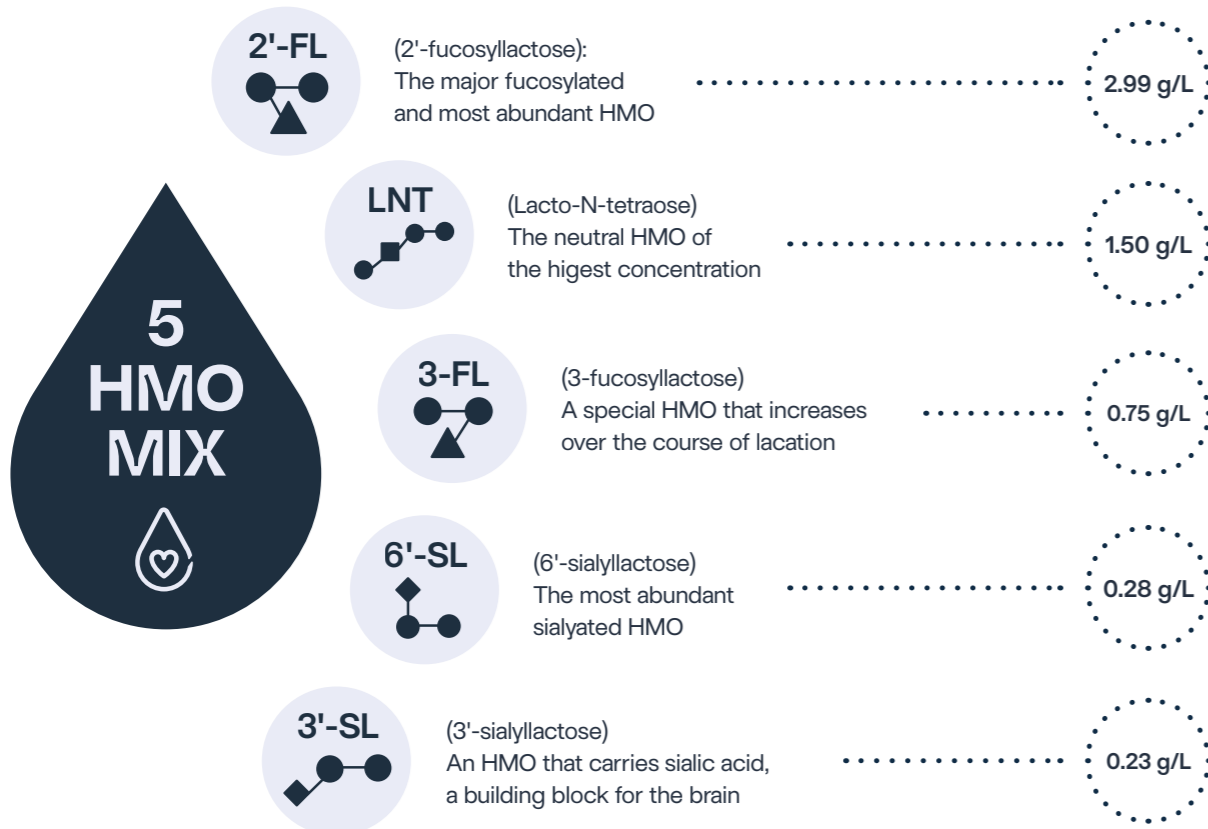 2'-FL
(2'-fucosyllactose):
The major fucosylated
and most abundant HMO
2.99 g/L
LNT
(Lacto-N-tetraose)
The neutral HMO of
the higest concentration
1.50 g/L
5
HMO
MIX
3-FL
(3-fucosyllactose)
A special HMO that increases
over the course of lacation
0.75 g/L
6'-SL
(6'-sialyllactose)
The most abundant
sialyated HMO
0.28 g/L
3'-SL
(3'-sialyllactose)
An HMO that carries sialic acid,
a building block for the brain
0.23 g/L